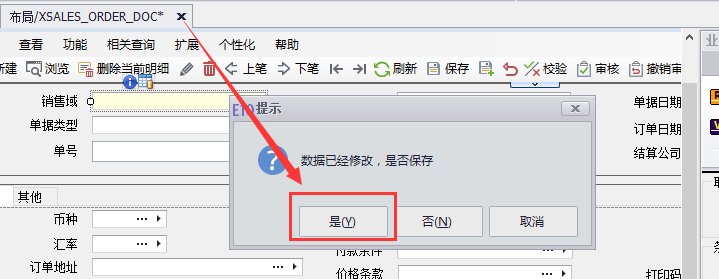 布局/XSALES_ORDER_DOC*
查看 功能 相关查询 扩展 个性化 帮助
新建 浏览 删除当前明细 上笔 下笔 刷新 保存 校验 审核 撤销审
销售域 单据日期
单据类型 订单日期
单号 结算公司
提示
数据已经修改，是否保存
是(Y) 否(N) 取消
其他
币种
汇率 付款条件
订单地址 价格条款 打印码